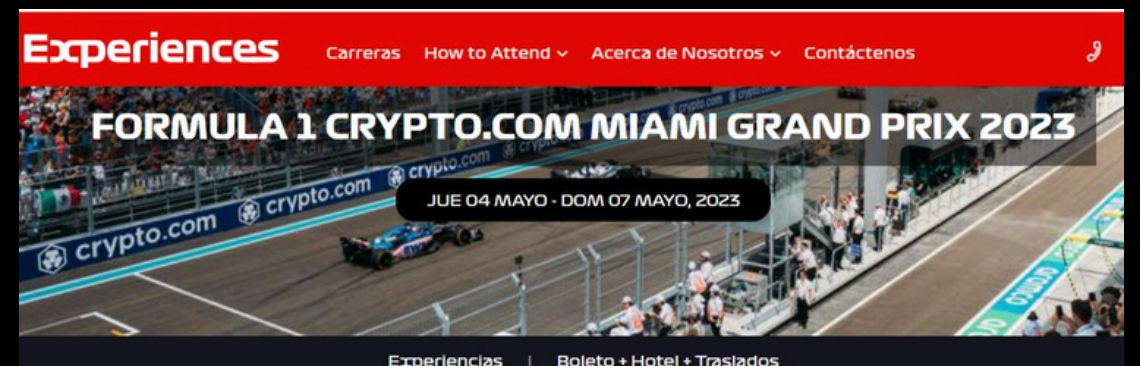 Experiences
Carreras How to Attend Acerca de Nosotros Contáctenos
FORMULA 1 CRYPTO.COM MIAMI GRAND PRIX 2023
JUE 04 MAYO - DOM 07 MAYO, 2023
crypto.com
crypto.com
crypto.com
crypto.com
aramco
Experiencias | Boleto + Hotel + Traslados